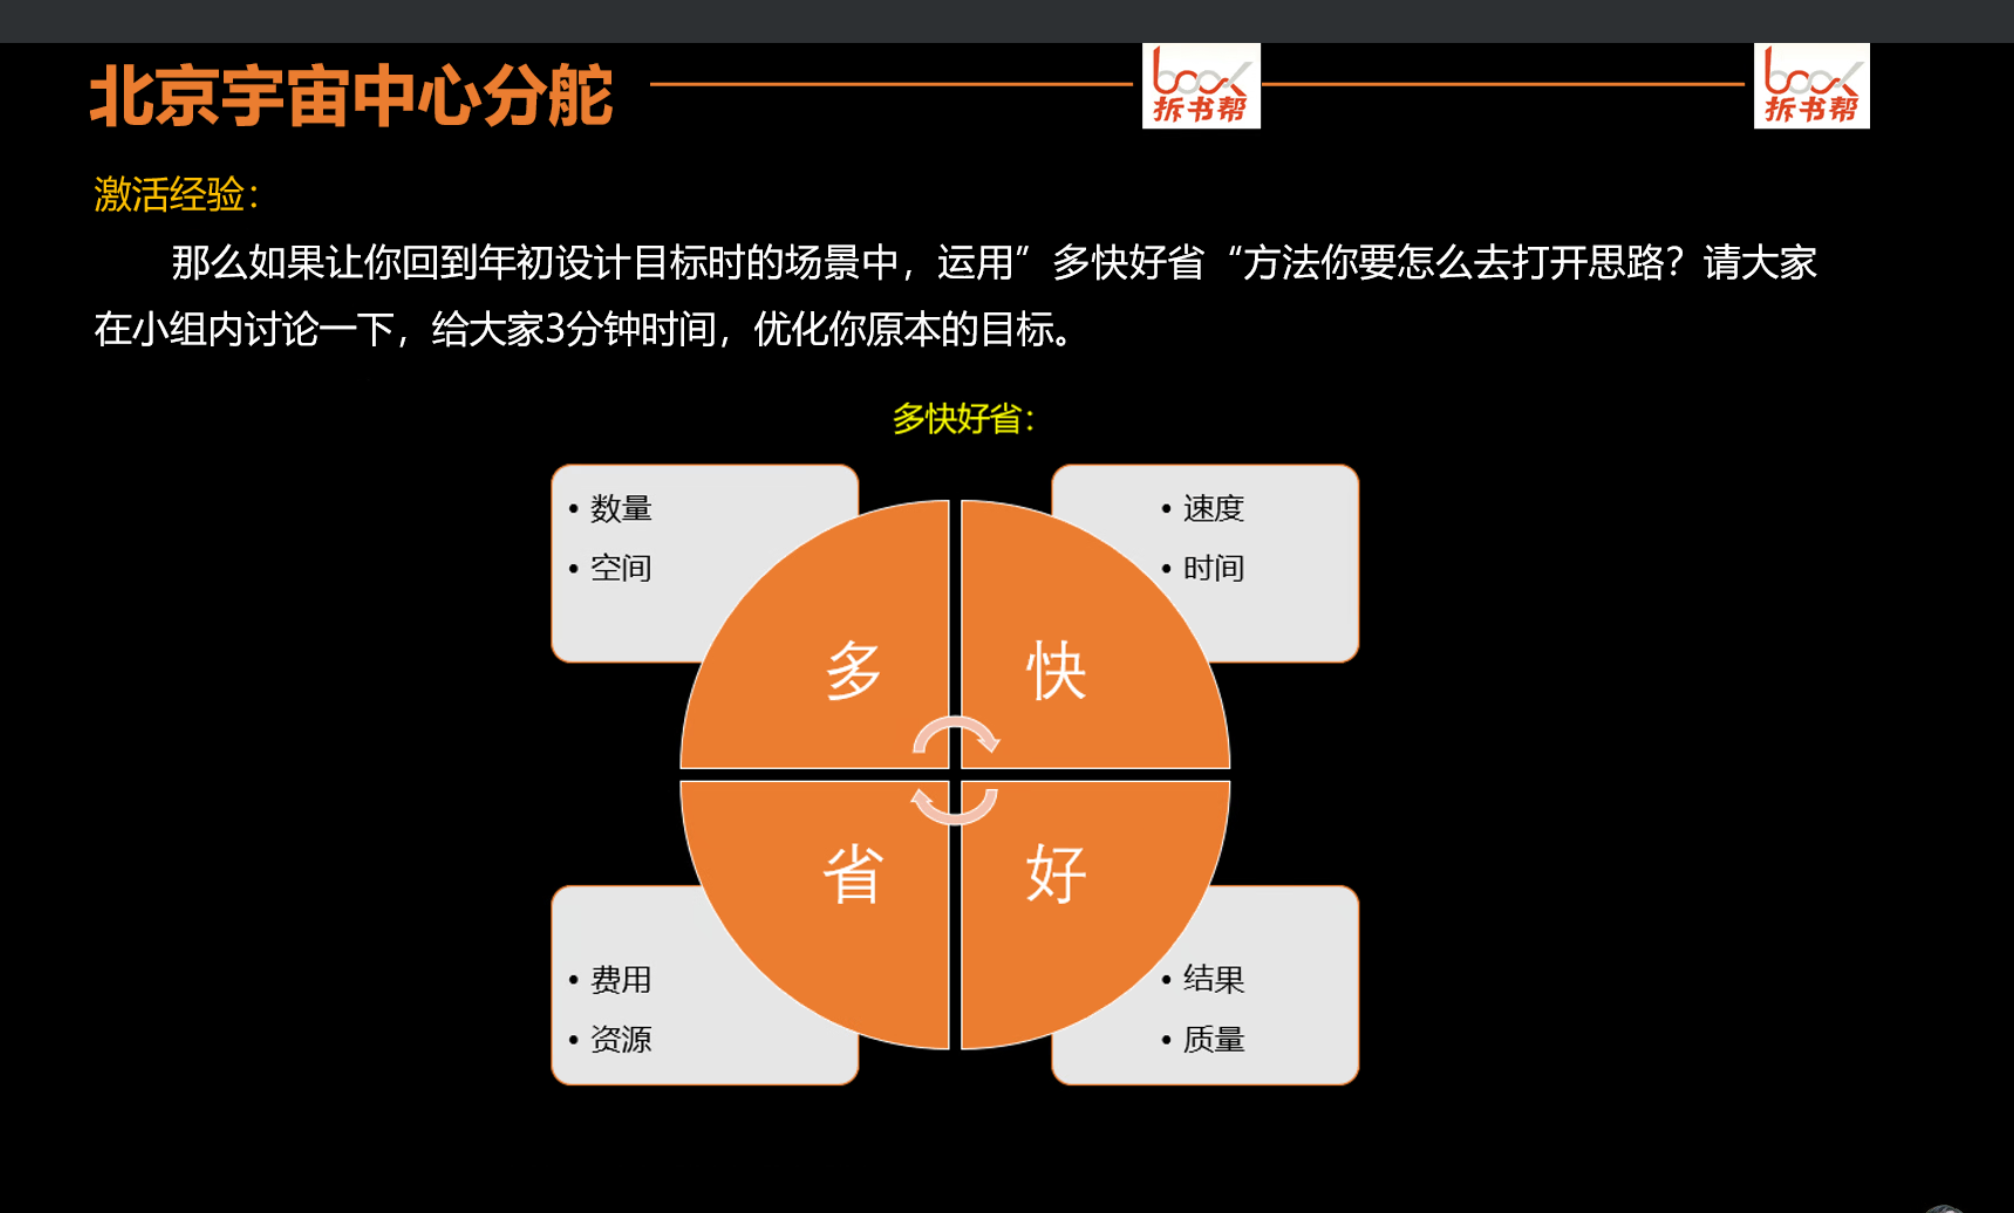 北京宇宙中心分舵
book
拆书帮
book
拆书帮
激活经验：
那么如果让你回到年初设计目标时的场景中，运用”多快好省“方法你要怎么去打开思路？请大家
在小组内讨论一下，给大家3分钟时间，优化你原本的目标。
多快好省：
• 数量
• 空间
• 速度
• 时间
多
快
省
好
• 费用
• 资源
• 结果
• 质量